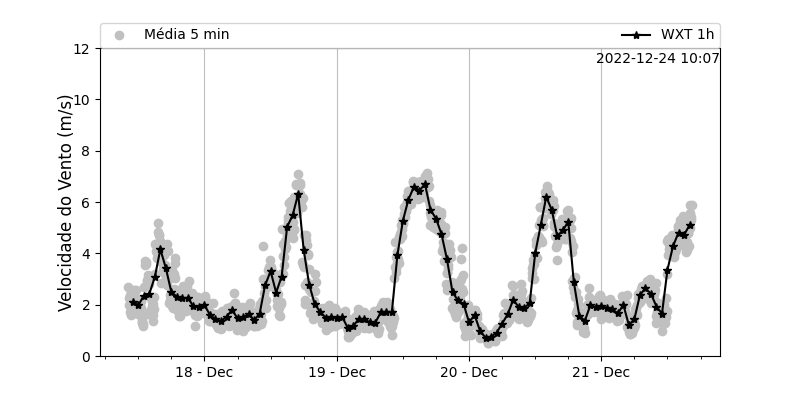 Média 5 min
WXT 1h
2022-12-24 10:07
Velocidade do Vento (m/s)
12
10
8
6
4
2
0
18 - Dec
19 - Dec
20 - Dec
21 - Dec